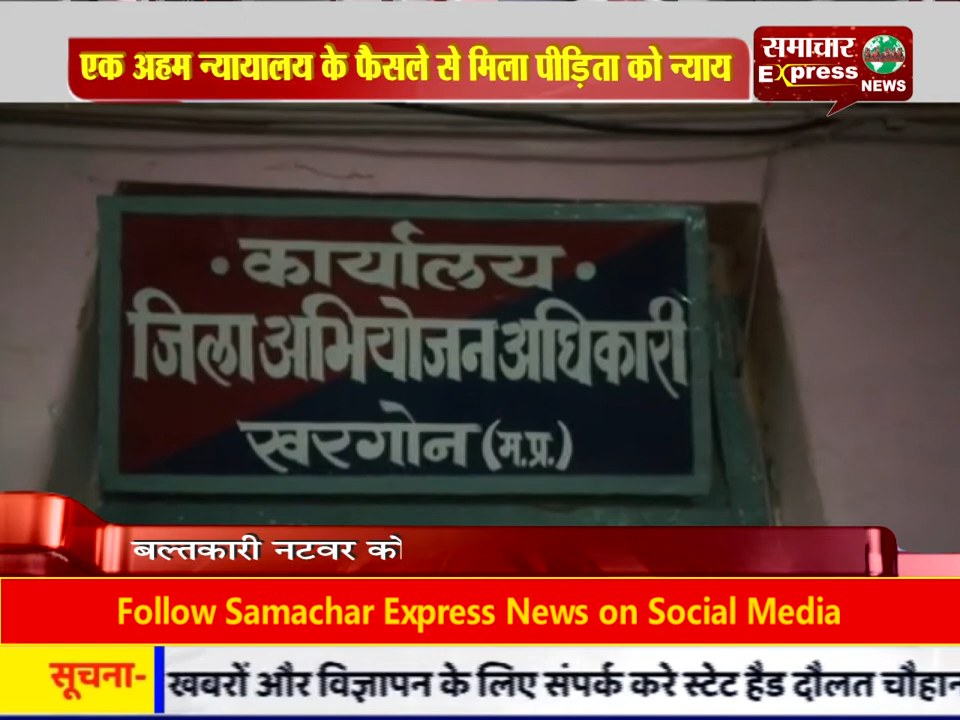 एक अहम न्यायालय के फैसले से मिला पीड़िता को न्याय
समाचार
Express
NEWS
कार्यालय
जिला अभियोजन अधिकारी
खरगोन (म.प्र.)
बल्तकारी नटवर को
Follow Samachar Express News on Social Media
सूचना- खबरों और विज्ञापन के लिए संपर्क करे स्टेट हैड दौलत चौहान